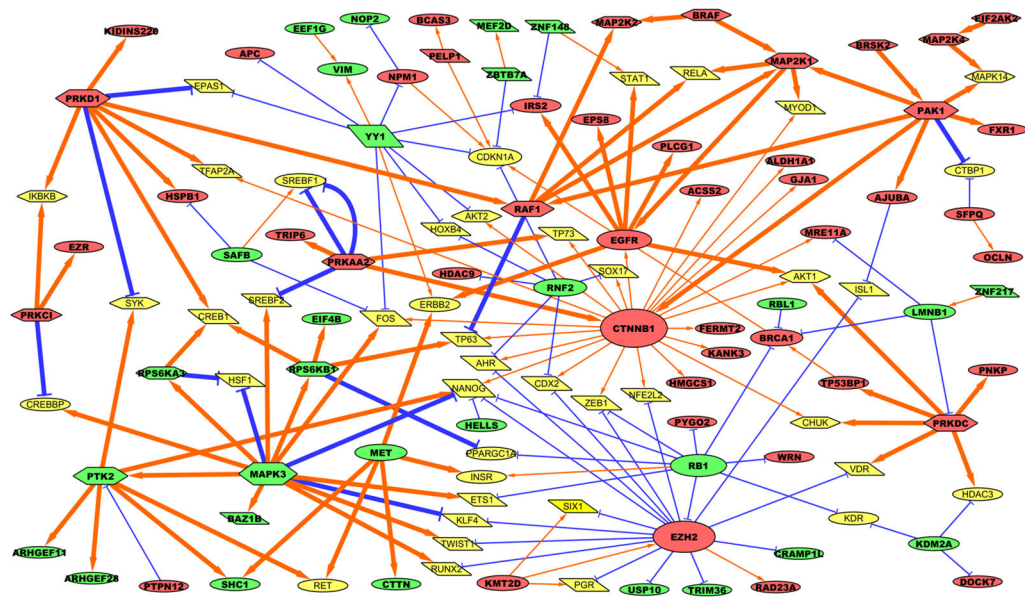 KIDINS220
EEF1G
NOP2
BCAS3
MEF2D
ZNF148
MAP2K2
BRAF
EIF2AK2
BRSK2
MAP2K4
APC
VIM
NPM1
PELP1
ZBTB7A
STAT1
RELA
MAP2K1
MAPK14
PRKD1
EPAS1
IRS2
MYOD1
PAK1
FXR1
YY1
EPS8
CDKN1A
PLCG1
ALDH1A1
CTBP1
TFAP2A
SREBF1
GJA1
IKBKB
HSPB1
ACSS2
AJUBA
SFPQ
AKT2
RAF1
HOXB4
TP73
EGFR
MRE11A
EZR
TRIP6
OCLN
SAFB
PRKAA2
HDAC9
SOX17
AKT1
ISL1
ZNF217
RNF2
ERBB2
SYK
SREBF2
RBL1
LMNB1
PRKCI
CREB1
EIF4B
FOS
CTNNB1
FERMT2
BRCA1
TP63
KANK3
AHR
RPS6KA3
HSF1
RPS6KB1
CDX2
HMGCS1
TP53BP1
PNKP
NANOG
NFE2L2
ZEB1
CREBBP
HELLS
CHUK
PRKDC
PYGO2
MET
PPARGC1A
WRN
PTK2
MAPK3
INSR
RB1
VDR
ETS1
HDAC3
BAZ1B
SIX1
KLF4
KDR
TWIST1
EZH2
ARHGEF11
KDM2A
CRAMP1L
RUNX2
ARHGEF28
PTPN12
SHC1
RET
CTTN
KMT2D
PGR
USP10
TRIM36
RAD23A
DOCK7